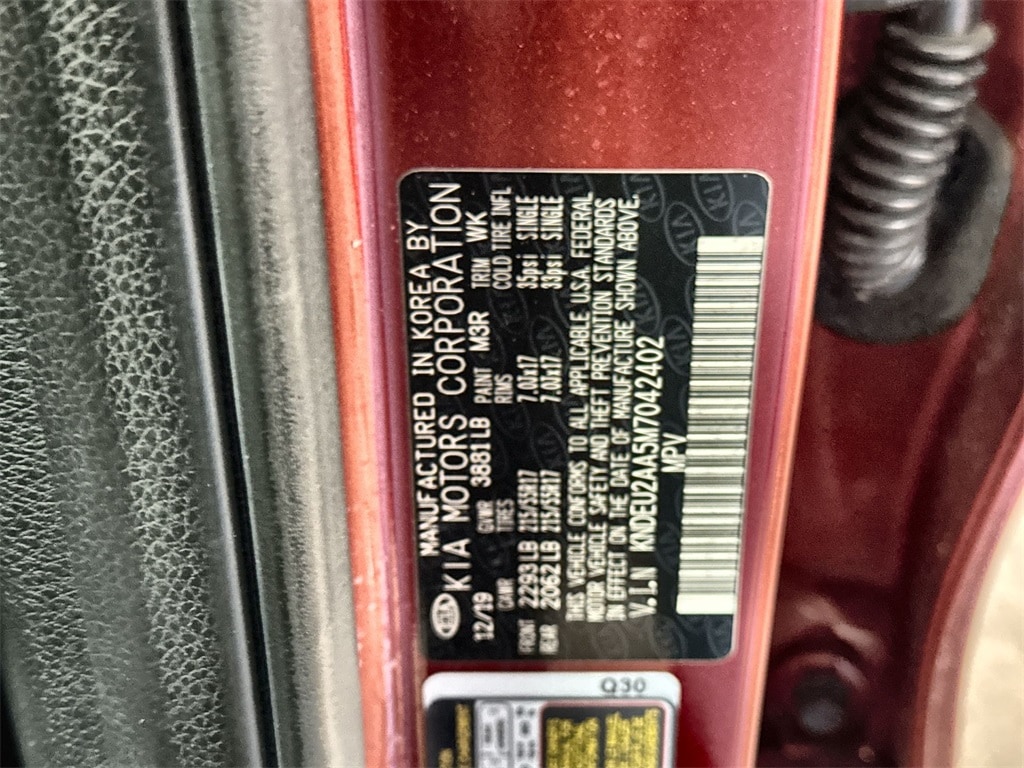 KIA
MANUFACTURED IN KOREA BY
KIA MOTORS CORPORATION
12/19 GVWR 3881LB PAINT M3R TRIM WK
GAWR TIRES RIMS COLD TIRE INFL
FRONT 2293LB 215/55R17 7.0Jx17 35psi SINGLE
REAR 2062LB 215/55R17 7.0Jx17 38psi SINGLE
THIS VEHICLE CONFORMS TO ALL APPLICABLE U.S.A. FEDERAL
MOTOR VEHICLE SAFETY AND THEFT PREVENTION STANDARDS
IN EFFECT ON THE DATE OF MANUFACTURE SHOWN ABOVE.
V.I.N KNDEU2AA5M7042402
MPV
Q30